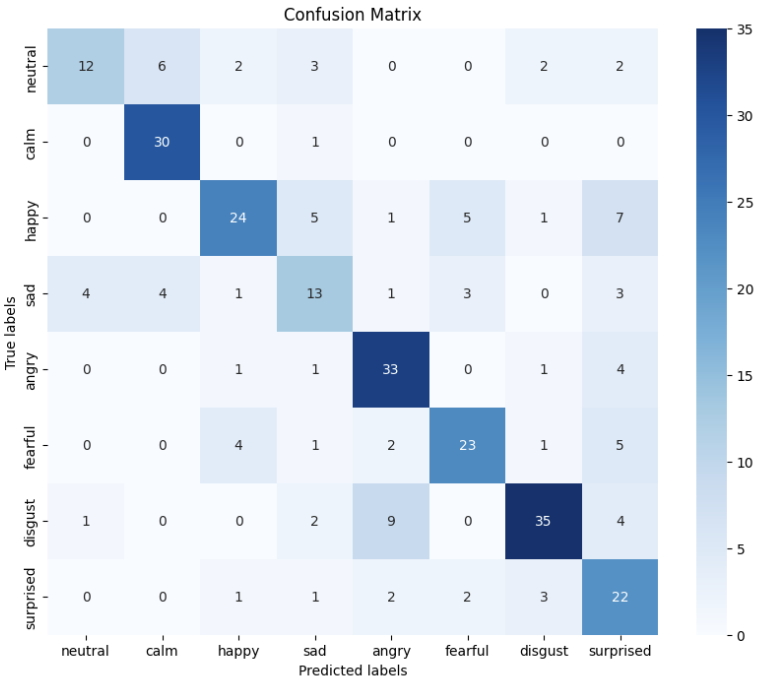 Confusion Matrix
True labels
neutral 12 6 2 3 0 0 2 2
calm 0 30 0 1 0 0 0 0
happy 0 0 24 5 1 5 1 7
sad 4 4 1 13 1 3 0 3
angry 0 0 1 1 33 0 1 4
fearful 0 0 4 1 2 23 1 5
disgust 1 0 0 2 9 0 35 4
surprised 0 0 1 1 2 2 3 22
neutral calm happy sad angry fearful disgust surprised
Predicted labels
35
30
25
20
15
10
5
0